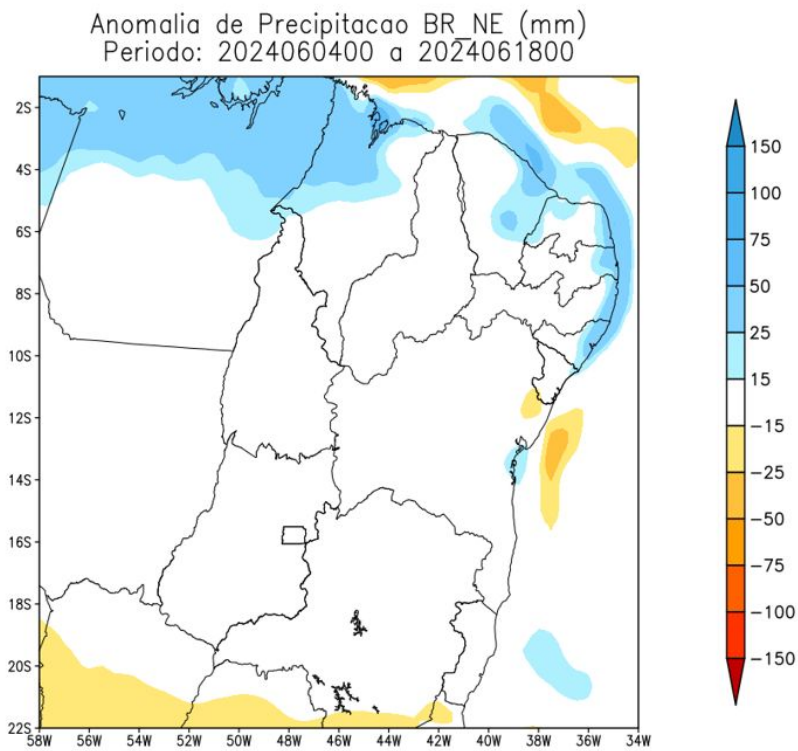 Anomalia de Precipitacao BR_NE (mm)
Periodo: 2024060400 a 2024061800
2S
4S
6S
8S
10S
12S
14S
16S
18S
20S
22S
58W 56W 54W 52W 50W 48W 46W 44W 42W 40W 38W 36W 34W
150
100
75
50
25
15
-15
-25
-50
-75
-100
-150